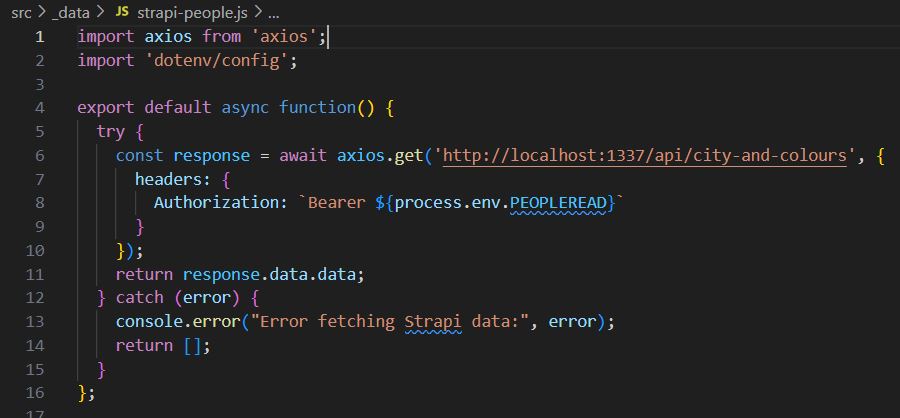 src > _data > JS strapi-people.js > ...
1 import axios from 'axios';
2 import 'dotenv/config';
3
4 export default async function() {
5   try {
6     const response = await axios.get('http://localhost:1337/api/city-and-colours', {
7       headers: {
8         Authorization: `Bearer ${process.env.PEOPLEREAD}`
9       }
10     });
11     return response.data.data;
12   } catch (error) {
13     console.error("Error fetching Strapi data:", error);
14     return [];
15   }
16 };
17